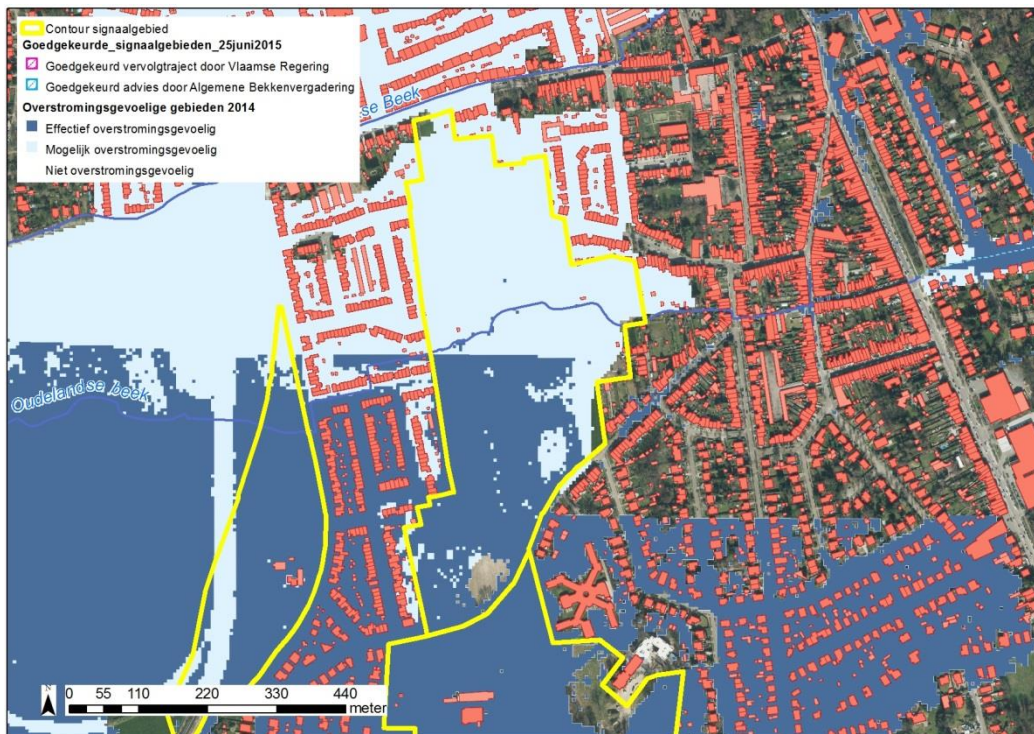 Contour signaalgebied
Goedgekeurde_signaalgebieden_25juni2015
Goedgekeurd vervolgtraject door Vlaamse Regering
Goedgekeurd advies door Algemene Bekkenvergadering
Overstromingsgevoelige gebieden 2014
Effectief overstromingsgevoelig
Mogelijk overstromingsgevoelig
Niet overstromingsgevoelig
se Beek
Oudelandse beek
N
0 55 110 220 330 440
meter